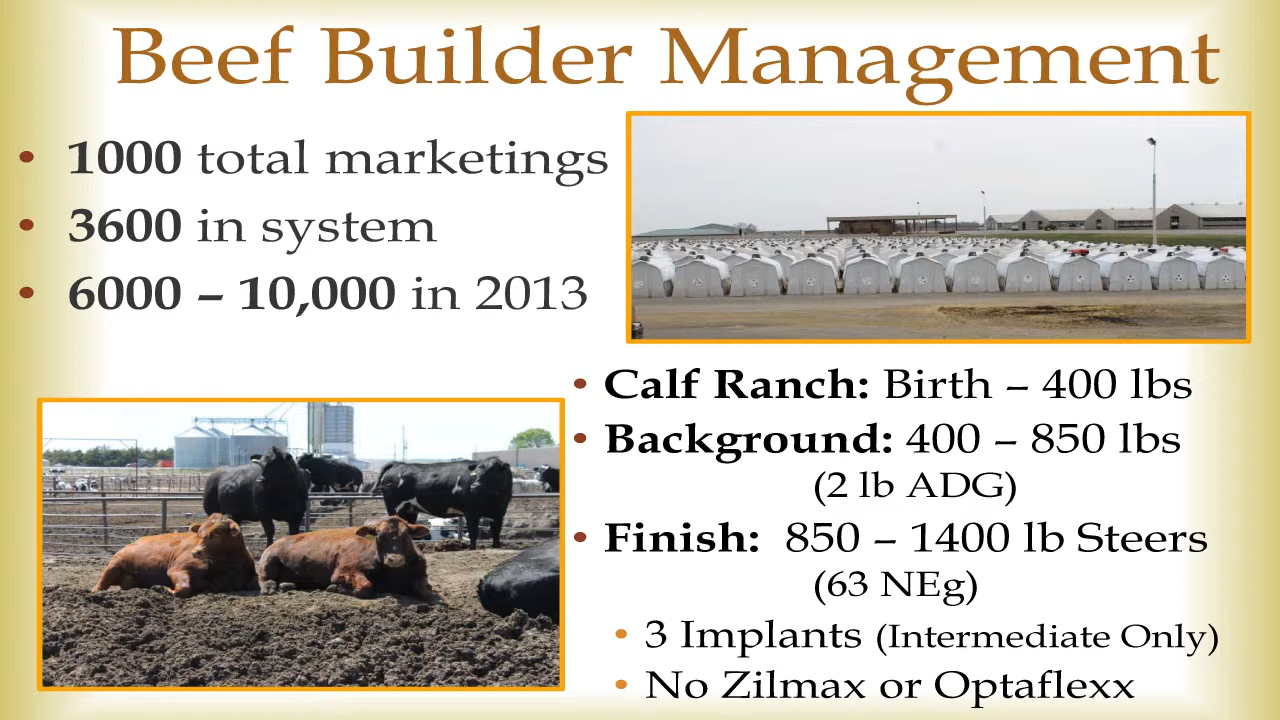 Beef Builder Management
• 1000 total marketings
• 3600 in system
• 6000 – 10,000 in 2013
• Calf Ranch: Birth – 400 lbs
• Background: 400 – 850 lbs
(2 lb ADG)
• Finish: 850 – 1400 lb Steers
(63 NEg)
• 3 Implants (Intermediate Only)
• No Zilmax or Optaflexx